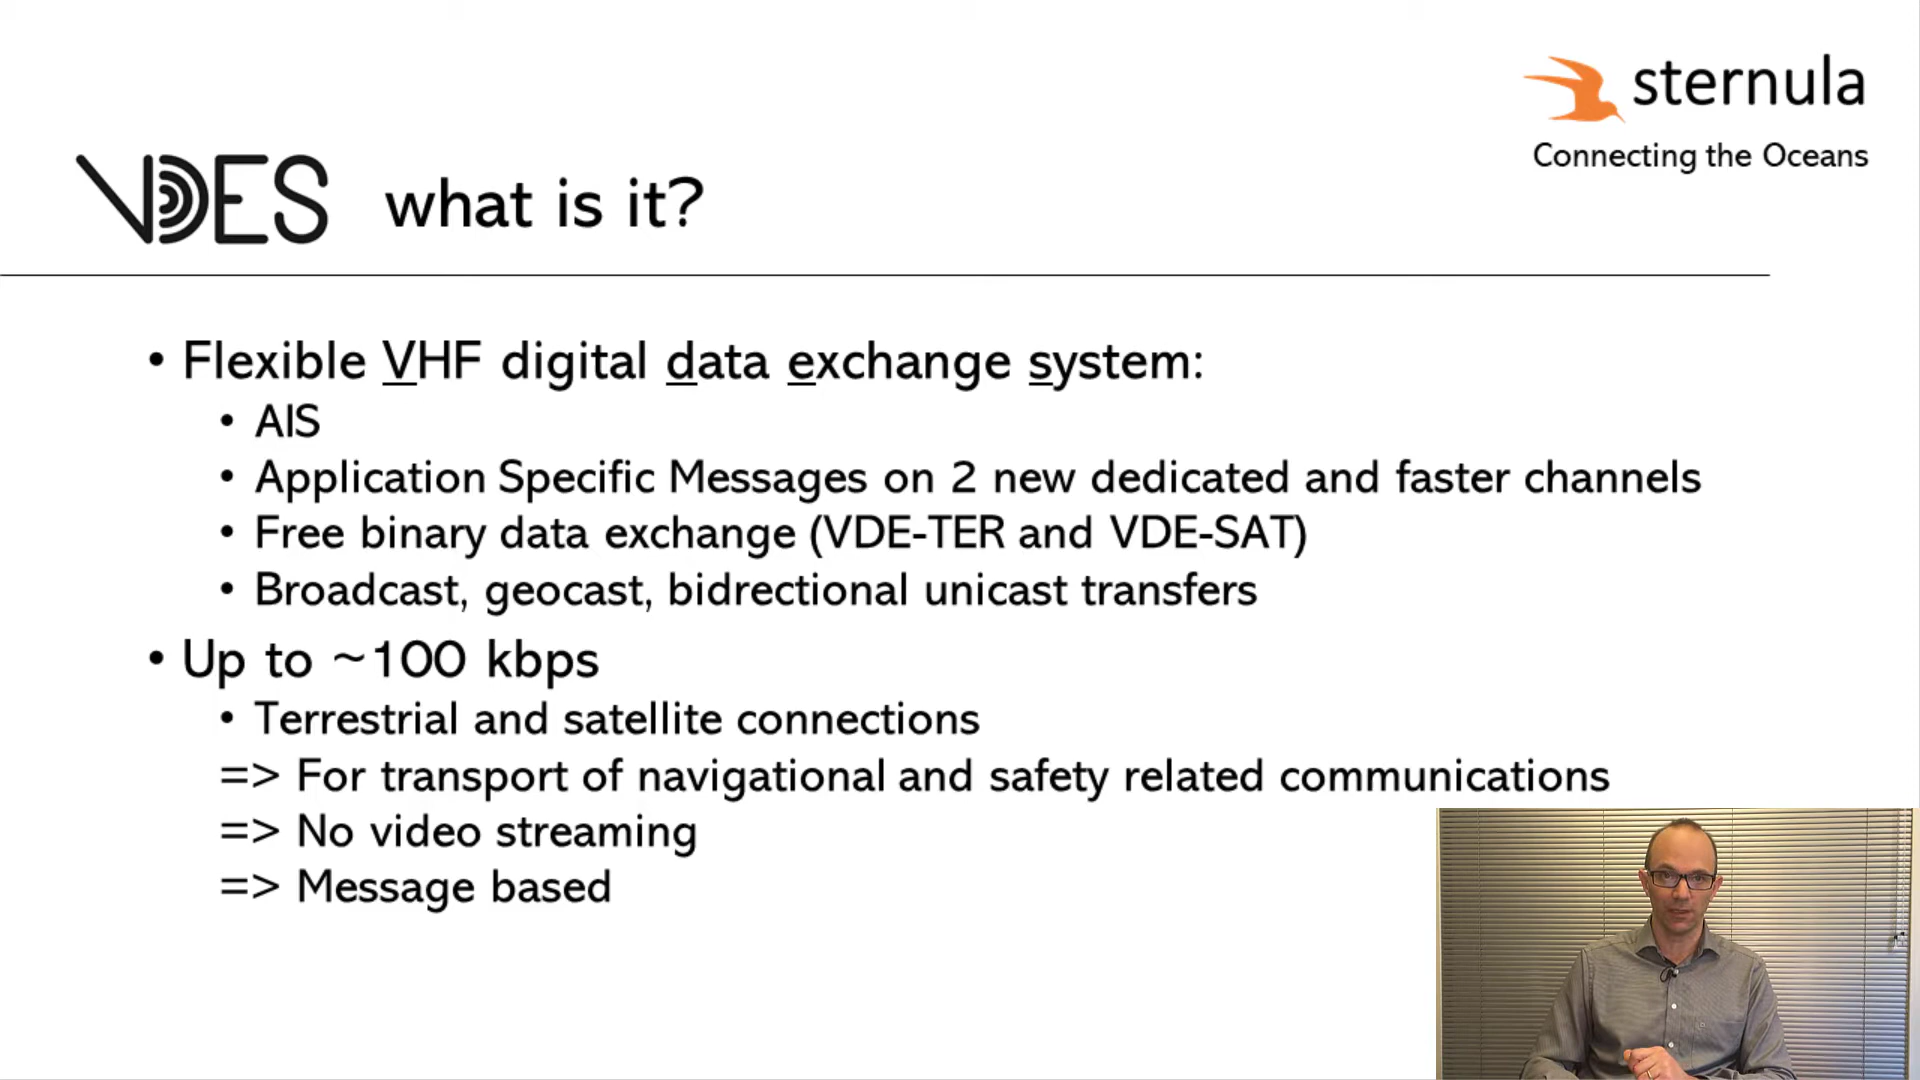 sternula
Connecting the Oceans
VDES what is it?
• Flexible VHF digital data exchange system:
• AIS
• Application Specific Messages on 2 new dedicated and faster channels
• Free binary data exchange (VDE-TER and VDE-SAT)
• Broadcast, geocast, bidrectional unicast transfers
• Up to ~100 kbps
• Terrestrial and satellite connections
=> For transport of navigational and safety related communications
=> No video streaming
=> Message based